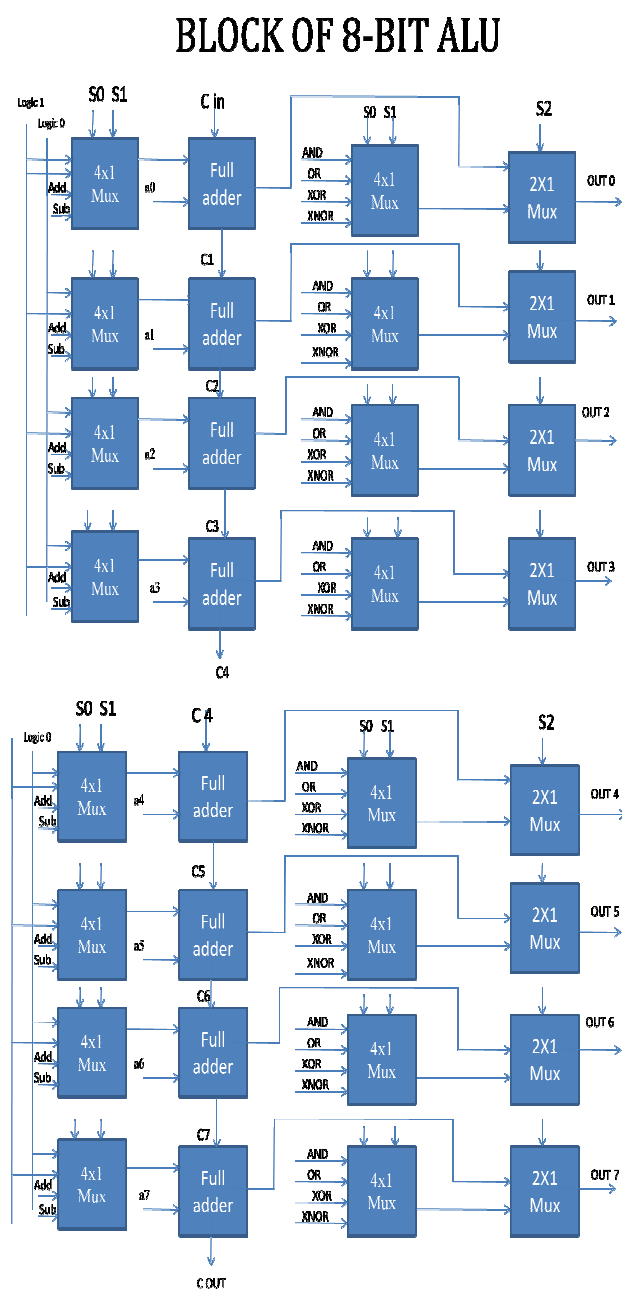 BLOCK OF 8-BIT ALU
S0 S1 C in S2
Logic 1
Logic 0
S0 S1
4x1 Mux
Full adder
4x1 Mux
2X1 Mux
Add
Sub
a0
AND
OR
XOR
XNOR
OUT 0
C1
4x1 Mux
Full adder
4x1 Mux
2X1 Mux
Add
Sub
a1
AND
OR
XOR
XNOR
OUT 1
C2
4x1 Mux
Full adder
4x1 Mux
2X1 Mux
Add
Sub
a2
AND
OR
XOR
XNOR
OUT 2
C3
4x1 Mux
Full adder
4x1 Mux
2X1 Mux
Add
Sub
a3
AND
OR
XOR
XNOR
OUT 3
C4
S0 S1 C 4 S2
Logic 0
S0 S1
4x1 Mux
Full adder
4x1 Mux
2X1 Mux
Add
Sub
a4
AND
OR
XOR
XNOR
OUT 4
C5
4x1 Mux
Full adder
4x1 Mux
2X1 Mux
Add
Sub
a5
AND
OR
XOR
XNOR
OUT 5
C6
4x1 Mux
Full adder
4x1 Mux
2X1 Mux
Add
Sub
a6
AND
OR
XOR
XNOR
OUT 6
C7
4x1 Mux
Full adder
4x1 Mux
2X1 Mux
Add
Sub
a7
AND
OR
XOR
XNOR
OUT 7
C OUT